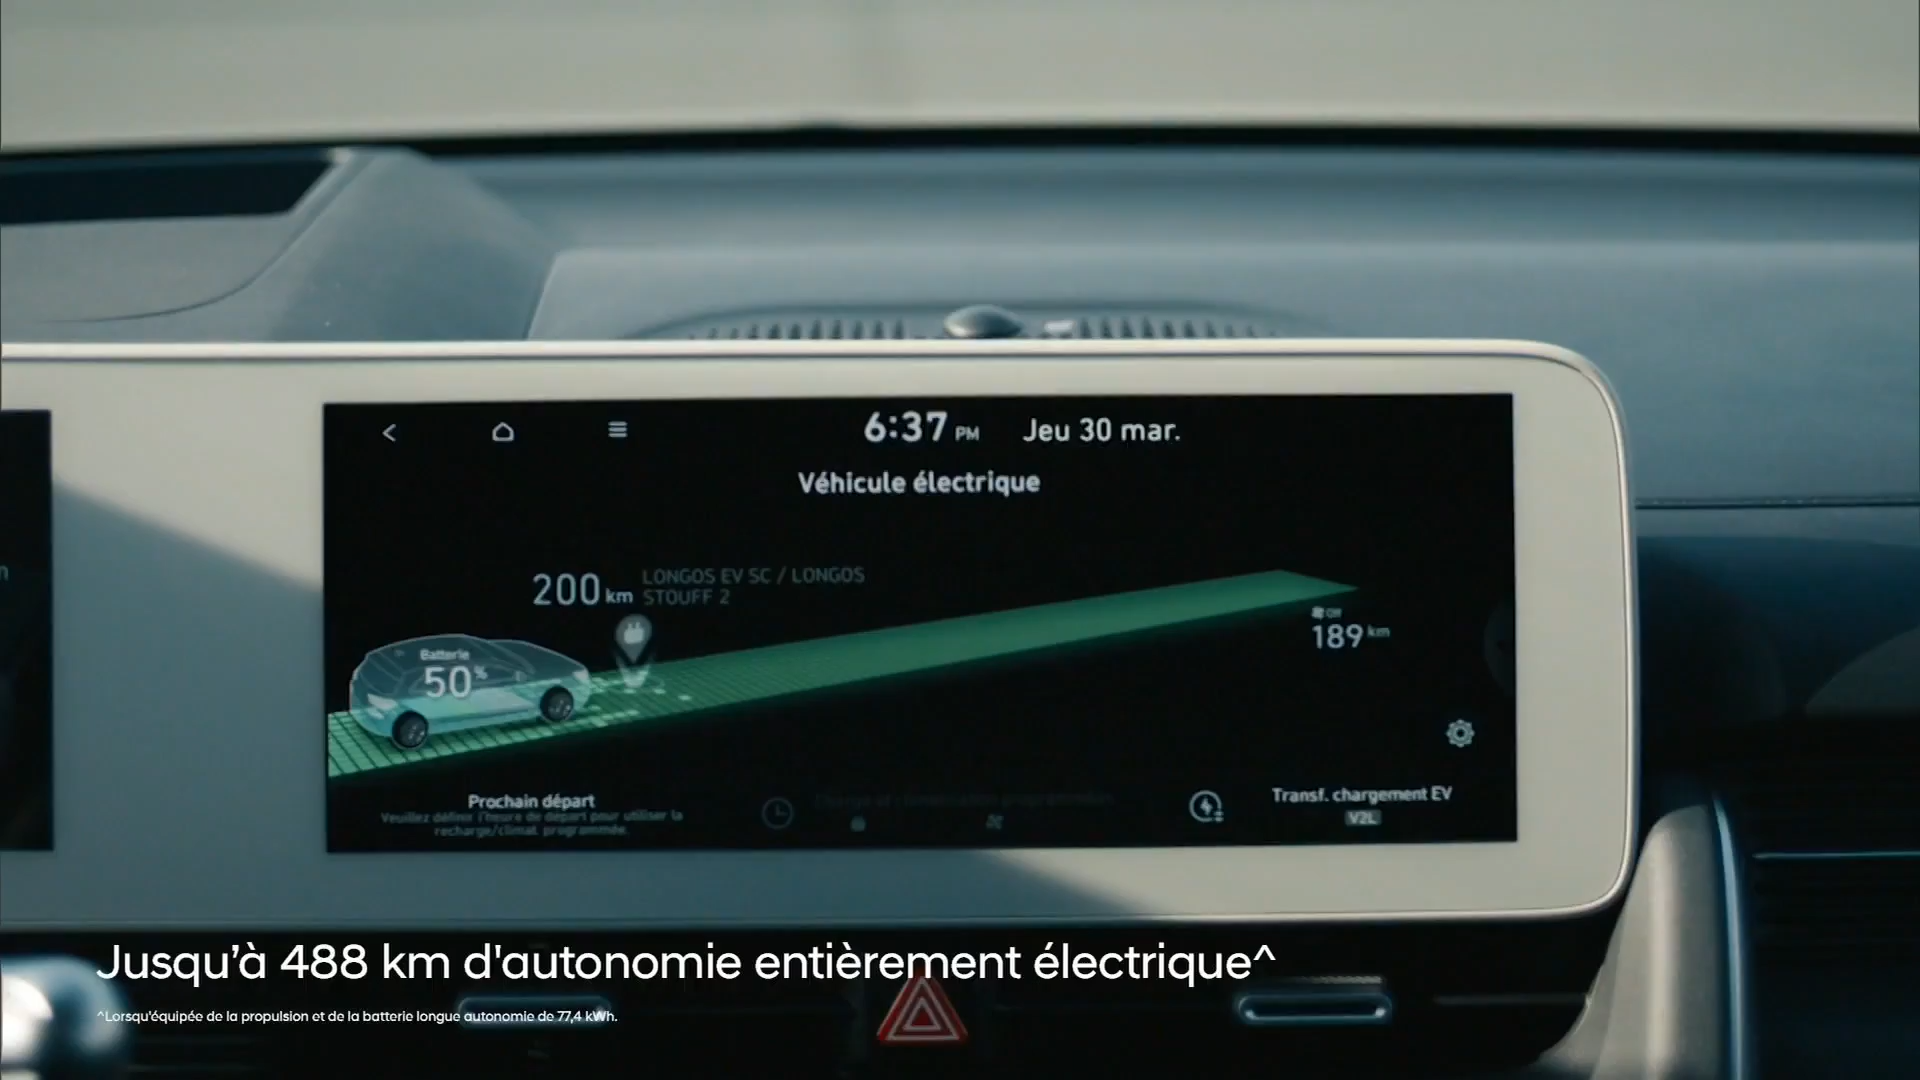 6:37 PM Jeu 30 mar.
Véhicule électrique
200 km LONGOS EV SC / LONGOS
STOUFF 2
Off
189 km
Batterie
50%
Prochain départ
Veuillez définir l'heure de départ pour utiliser la
recharge/climat. programmée.
Transf. chargement EV
V2L
Jusqu'à 488 km d'autonomie entièrement électrique^
^Lorsqu'équipée de la propulsion et de la batterie longue autonomie de 77,4 kWh.